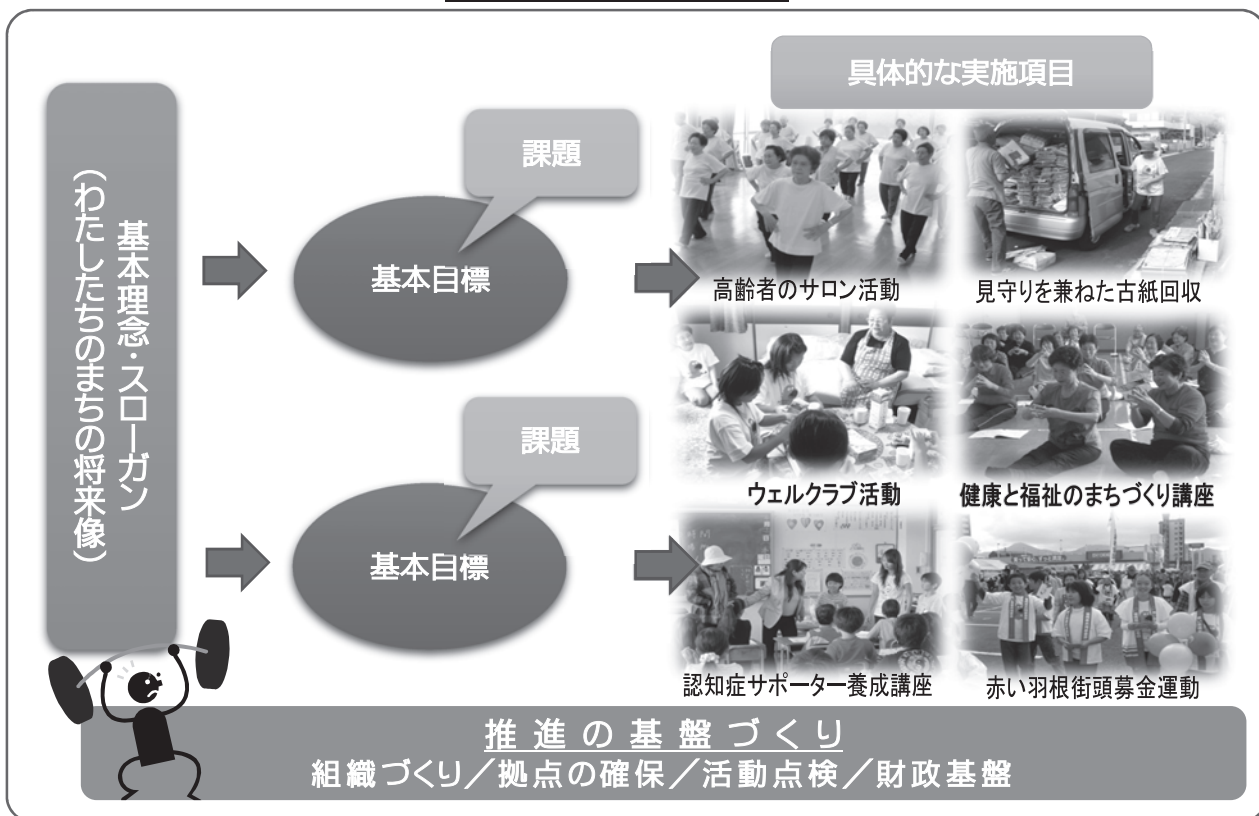 具体的な実施項目
基本理念・スローガン
(わたしたちのまちの将来像)
課題
基本目標
課題
基本目標
高齢者のサロン活動
見守りを兼ねた古紙回収
ウェルクラブ活動
健康と福祉のまちづくり講座
認知症サポーター養成講座
赤い羽根街頭募金運動
推進の基盤づくり
組織づくり/拠点の確保/活動点検/財政基盤